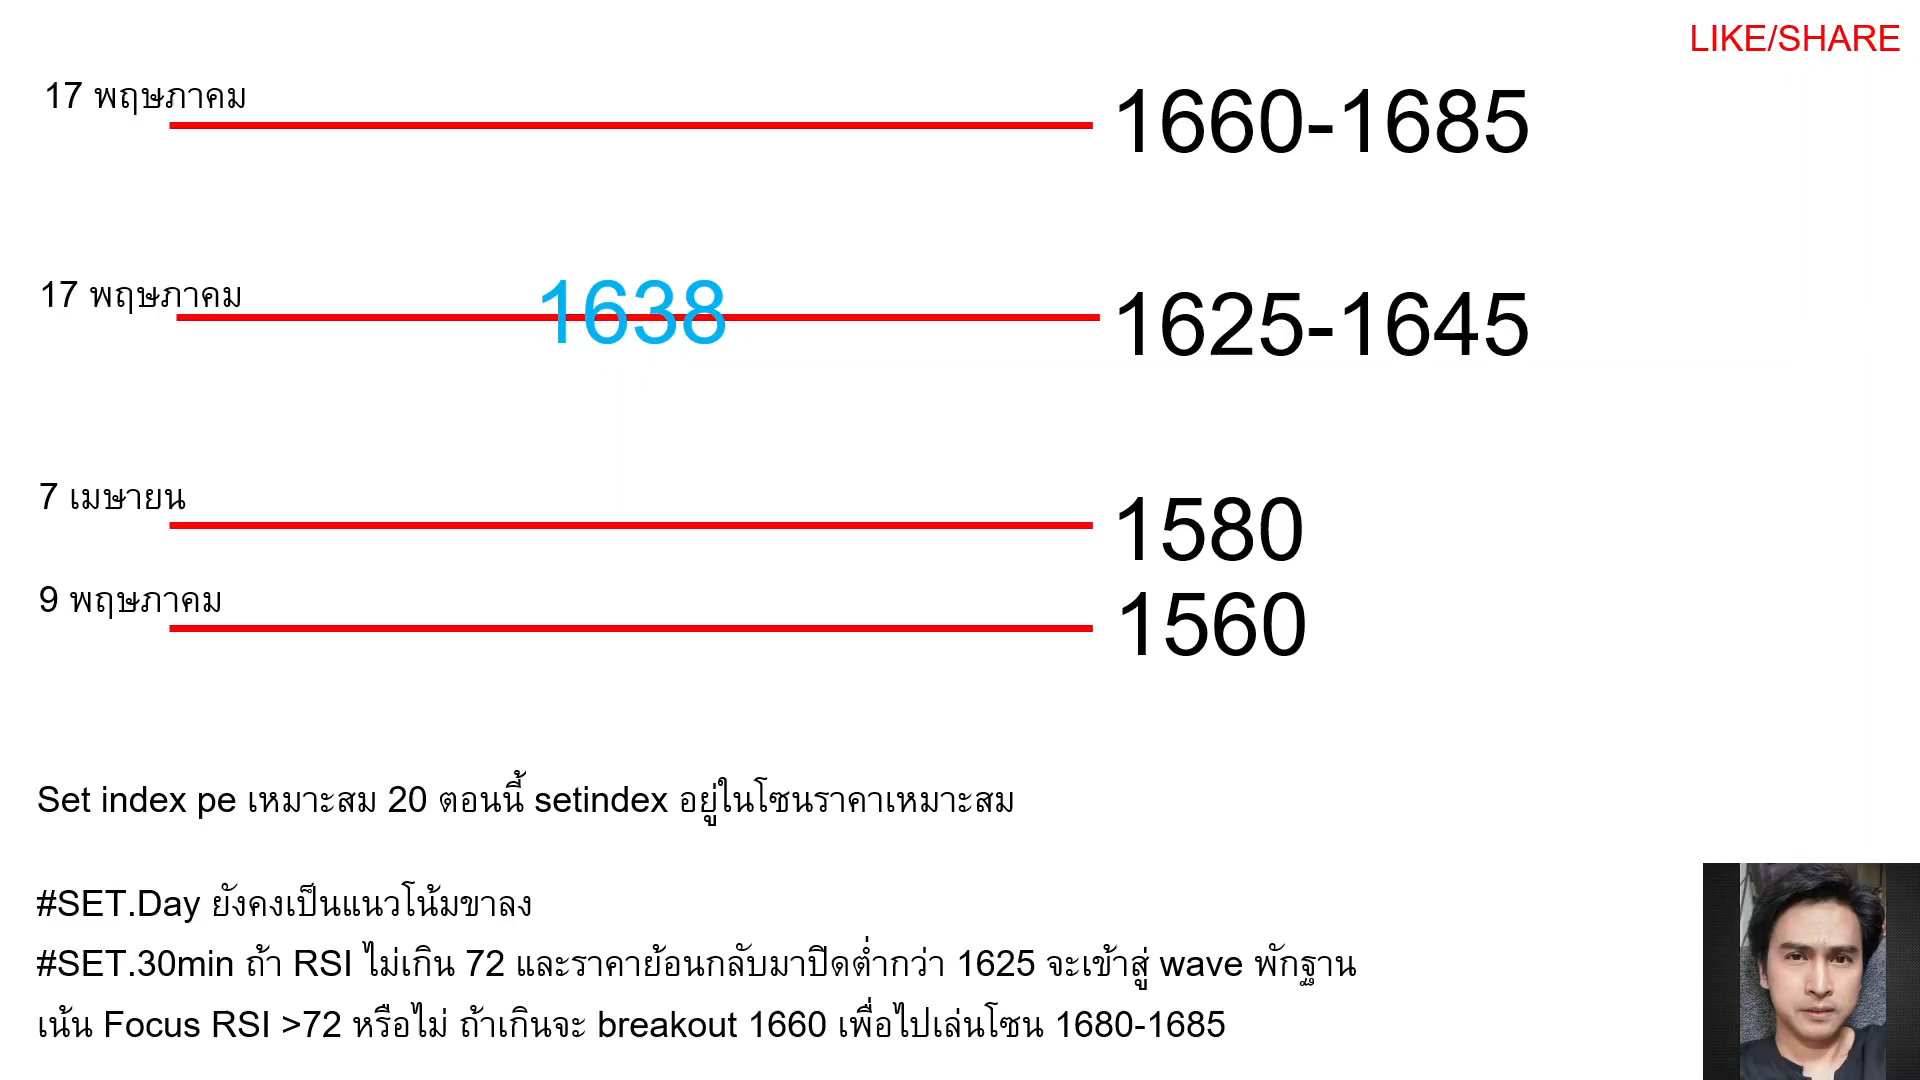 LIKE/SHARE
17 พฤษภาคม
1660-1685
17 พฤษภาคม
1638
1625-1645
7 เมษายน
1580
9 พฤษภาคม
1560
Set index pe เหมาะสม 20 ตอนนี้ setindex อยู่ในโซนราคาเหมาะสม
#SET.Day ยังคงเป็นแนวโน้มขาลง
#SET.30min ถ้า RSI ไม่เกิน 72 และราคาย้อนกลับมาปิดต่ำกว่า 1625 จะเข้าสู่ wave พักฐาน
เน้น Focus RSI >72 หรือไม่ ถ้าเกินจะ breakout 1660 เพื่อไปเล่นโซน 1680-1685